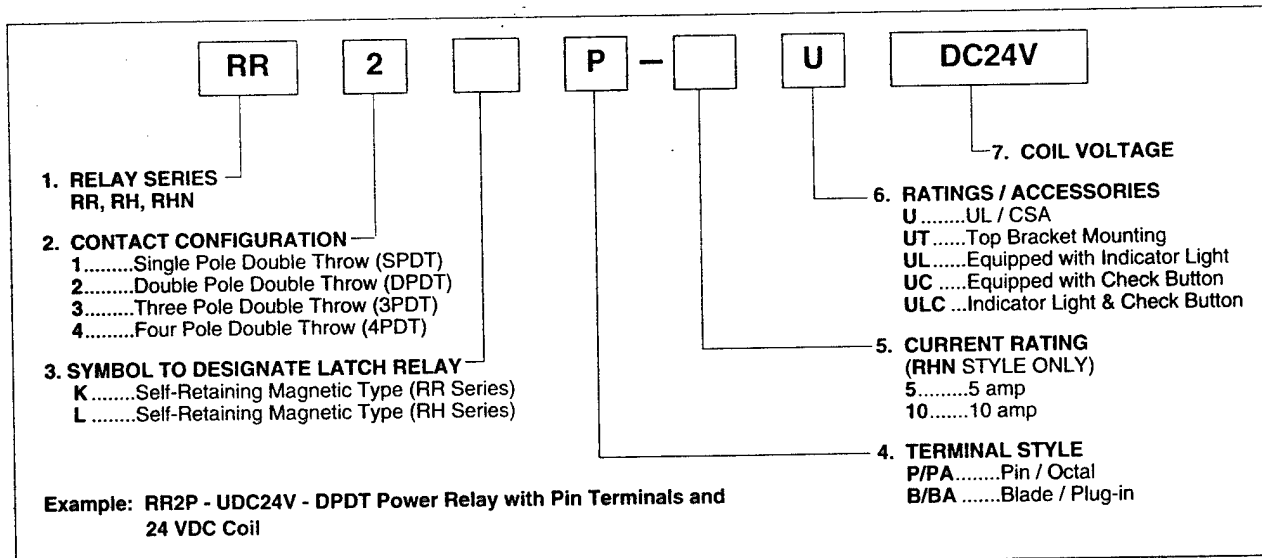 RR 2 P – U DC24V
7. COIL VOLTAGE
1. RELAY SERIES
RR, RH, RHN
2. CONTACT CONFIGURATION
1.........Single Pole Double Throw (SPDT)
2.........Double Pole Double Throw (DPDT)
3.........Three Pole Double Throw (3PDT)
4.........Four Pole Double Throw (4PDT)
3. SYMBOL TO DESIGNATE LATCH RELAY
K ........Self-Retaining Magnetic Type (RR Series)
L ........Self-Retaining Magnetic Type (RH Series)
6. RATINGS / ACCESSORIES
U ........UL / CSA
UT ......Top Bracket Mounting
UL ......Equipped with Indicator Light
UC .....Equipped with Check Button
ULC ...Indicator Light & Check Button
5. CURRENT RATING
(RHN STYLE ONLY)
5.........5 amp
10.......10 amp
4. TERMINAL STYLE
P/PA........Pin / Octal
B/BA .......Blade / Plug-in
Example: RR2P - UDC24V - DPDT Power Relay with Pin Terminals and
24 VDC Coil